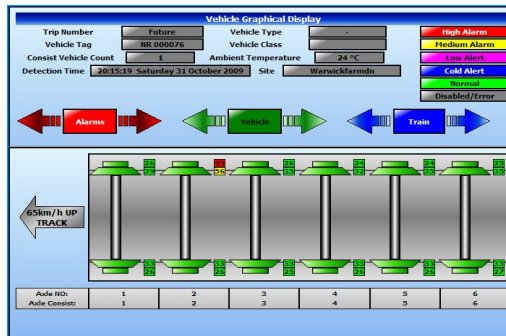 Vehicle Graphical Display
Trip Number Future Vehicle Type -
Vehicle Tag NR 000076 Vehicle Class
Consist Vehicle Count 1 Ambient Temperature 24 °C
Detection Time 20:15:19 Saturday 31 October 2009 Site Warwickfarmdn
High Alarm
Medium Alarm
Low Alert
Cold Alert
Normal
Disabled/Error
Alarms Vehicle Train
26 26 24 24 25
29 56 35 32 25 35
65km/h UP
TRACK
33 33 33 33 33 33
26 26 25 26 26 27
Axle NO: 1 2 3 4 5 6
Axle Consist: 1 2 3 4 5 6